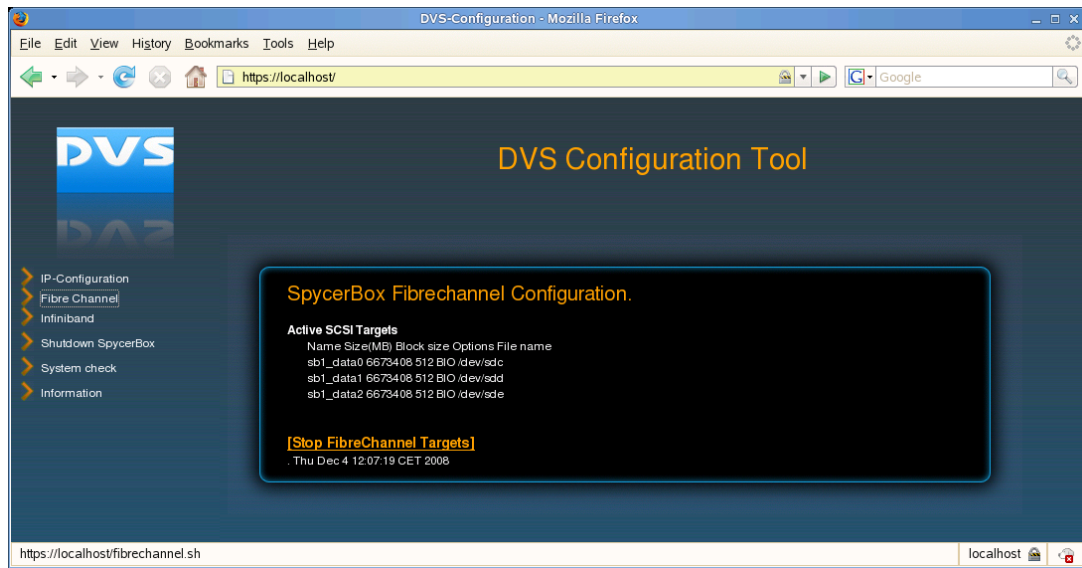 DVS-Configuration - Mozilla Firefox
File Edit View History Bookmarks Tools Help
https://localhost/
G Google
DVS
DVS Configuration Tool
IP-Configuration
Fibre Channel
Infiniband
Shutdown SpycerBox
System check
Information
SpycerBox Fibrechannel Configuration.
Active SCSI Targets
Name Size(MB) Block size Options File name
sb1_data0 6673408 512 BIO /dev/sdc
sb1_data1 6673408 512 BIO /dev/sdd
sb1_data2 6673408 512 BIO /dev/sde
[Stop FibreChannel Targets]
. Thu Dec 4 12:07:19 CET 2008
https://localhost/fibrechannel.sh
localhost